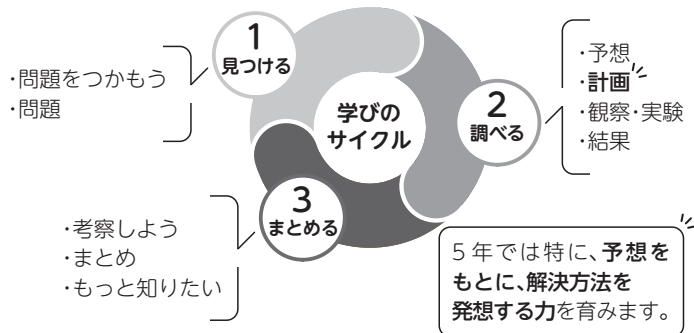 1
見つける
・問題をつかもう
・問題
学びの
サイクル
2
調べる
・予想
・計画
・観察・実験
・結果
3
まとめる
・考察しよう
・まとめ
・もっと知りたい
5年では特に、予想を
もとに、解決方法を
発想する力を育みます。